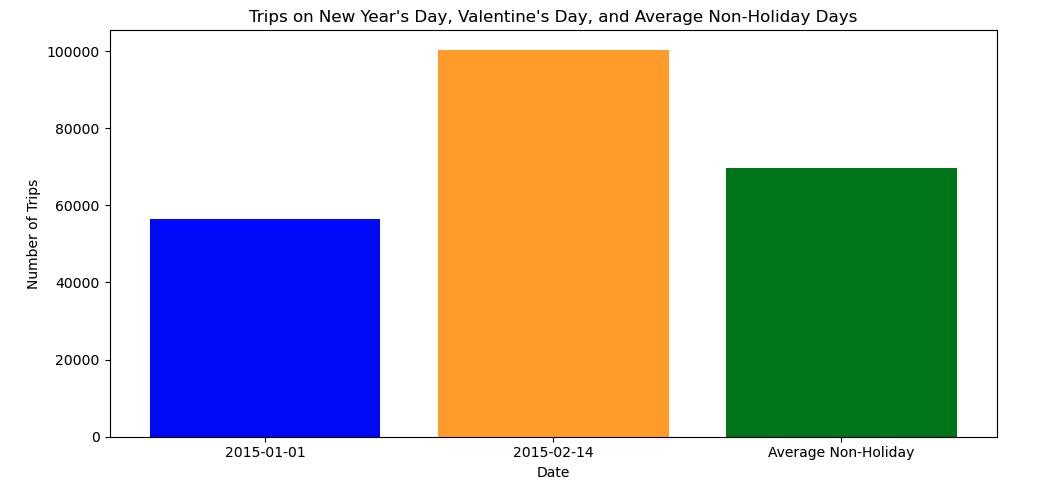 Trips on New Year's Day, Valentine's Day, and Average Non-Holiday Days
100000
80000
60000
40000
20000
0
Number of Trips
2015-01-01
2015-02-14
Average Non-Holiday
Date